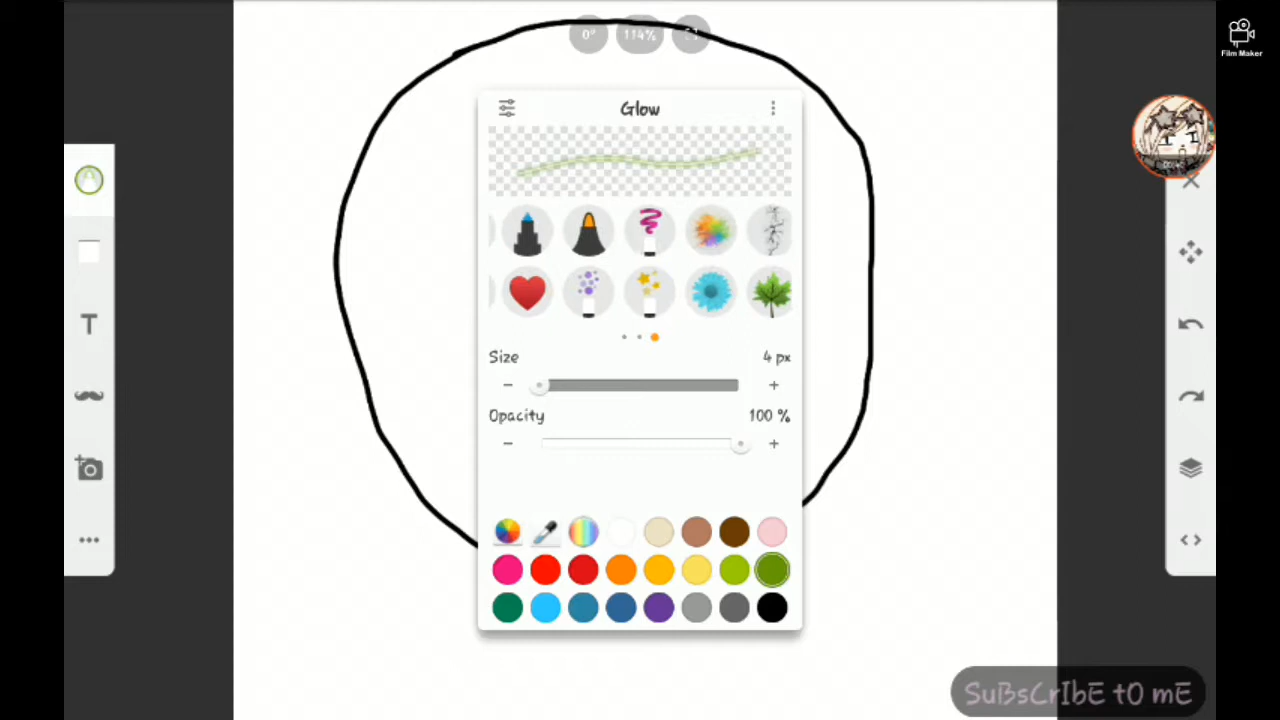 0° 114%
Film Maker
Glow
T
Size 4 px
Opacity 100 %
SuBsCrIbE tO mE